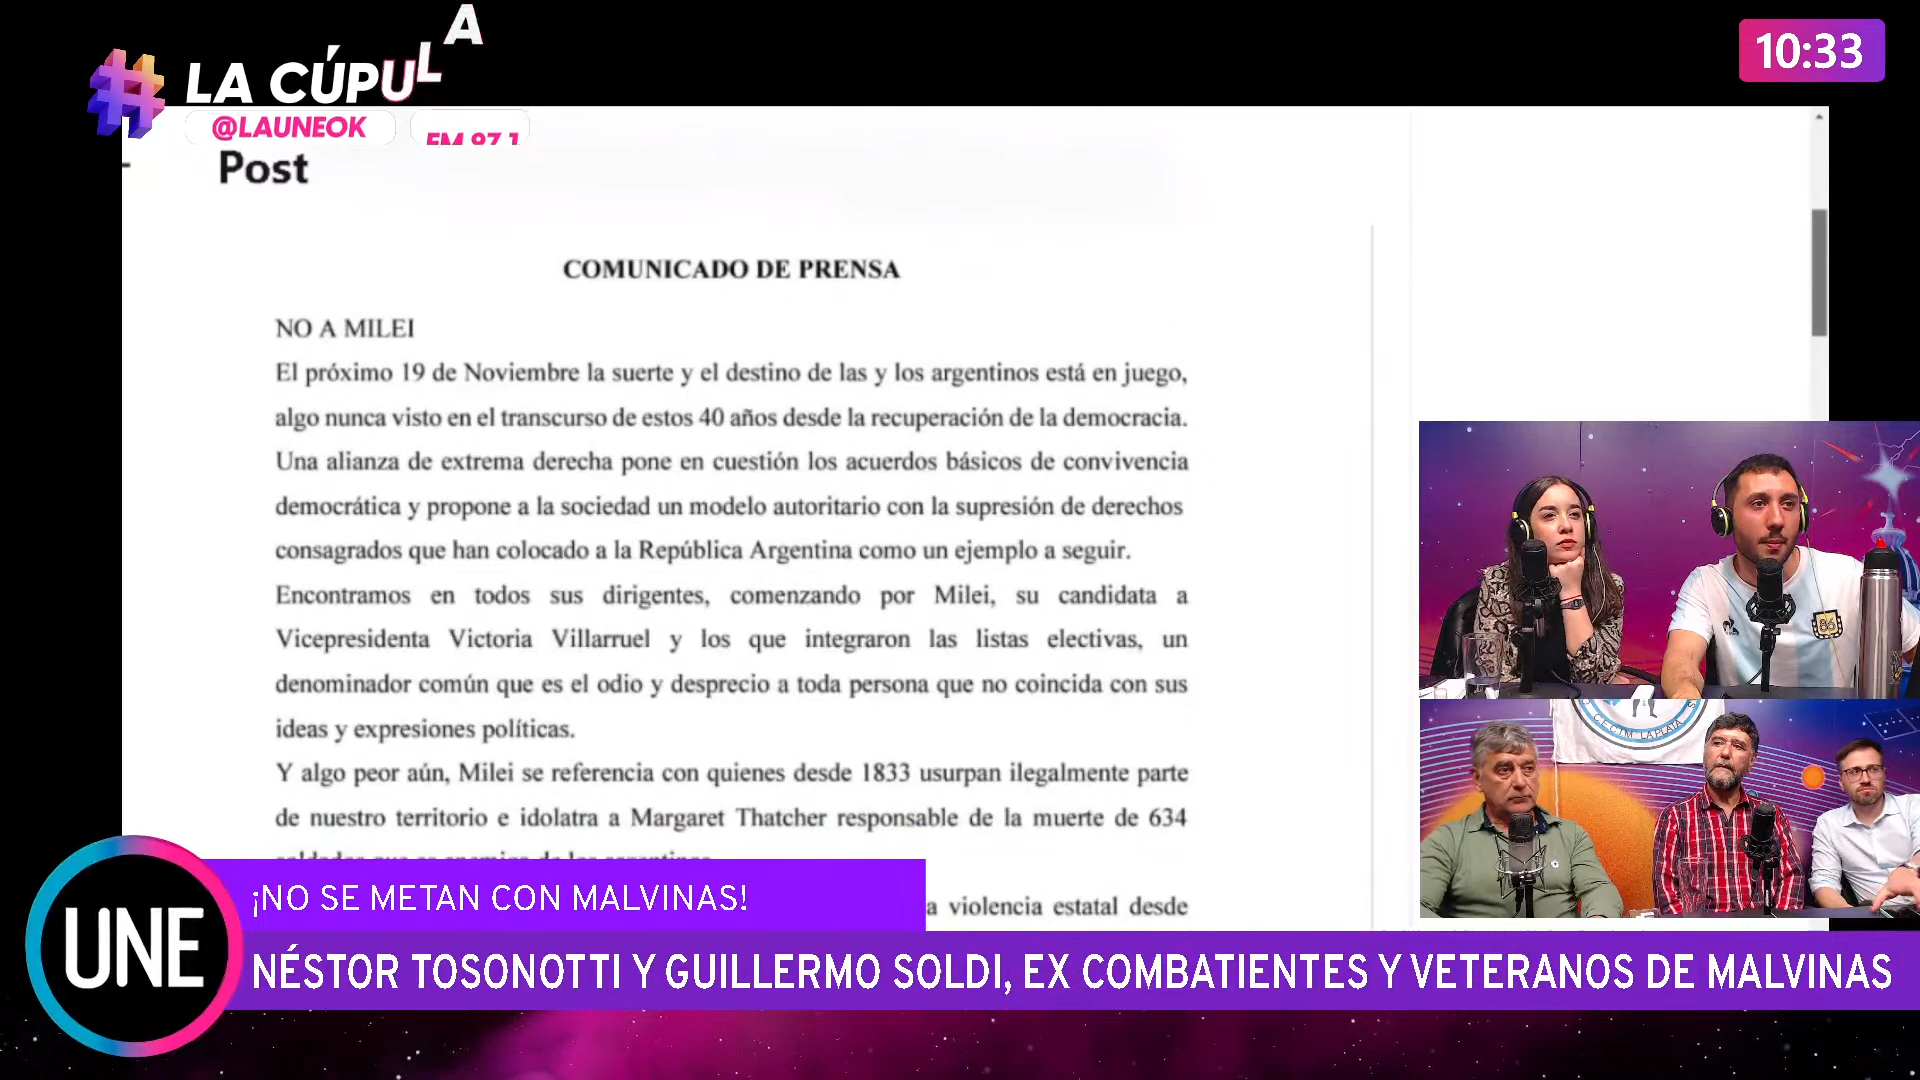 LA CÚPULA
10:33
@LAUNEOK
FM 97.1
Post
COMUNICADO DE PRENSA
NO A MILEI
El próximo 19 de Noviembre la suerte y el destino de las y los argentinos está en juego,
algo nunca visto en el transcurso de estos 40 años desde la recuperación de la democracia.
Una alianza de extrema derecha pone en cuestión los acuerdos básicos de convivencia
democrática y propone a la sociedad un modelo autoritario con la supresión de derechos
consagrados que han colocado a la República Argentina como un ejemplo a seguir.
Encontramos en todos sus dirigentes, comenzando por Milei, su candidata a
Vicepresidenta Victoria Villarruel y los que integraron las listas electivas, un
denominador común que es el odio y desprecio a toda persona que no coincida con sus
ideas y expresiones políticas.
Y algo peor aún, Milei se referencia con quienes desde 1833 usurpan ilegalmente parte
de nuestro territorio e idolatra a Margaret Thatcher responsable de la muerte de 634
a violencia estatal desde
86
C.E.C.I.M. LA PLATA
¡NO SE METAN CON MALVINAS!
UNE
NÉSTOR TOSONOTTI Y GUILLERMO SOLDI, EX COMBATIENTES Y VETERANOS DE MALVINAS